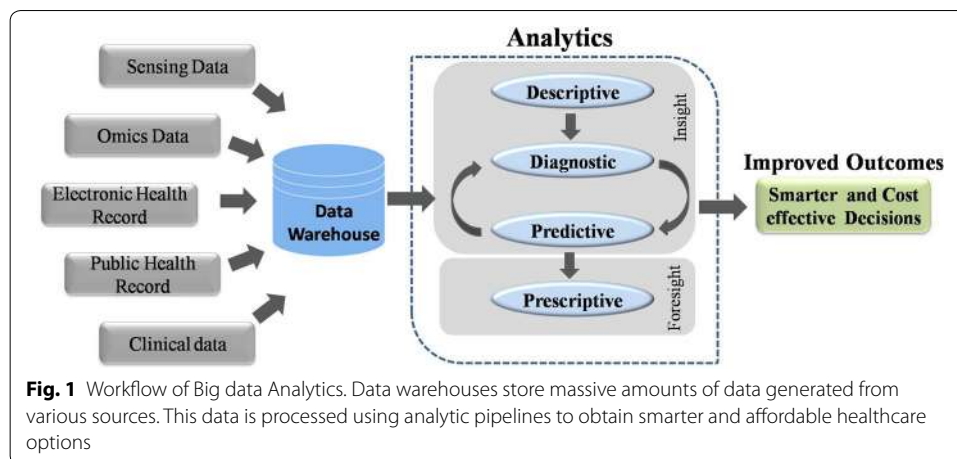 Analytics
Sensing Data
Omics Data
Electronic Health
Record
Public Health
Record
Clinical data
Data
Warehouse
Descriptive
Diagnostic
Predictive
Insight
Prescriptive
Foresight
Improved Outcomes
Smarter and Cost
effective Decisions
Fig. 1 Workflow of Big data Analytics. Data warehouses store massive amounts of data generated from
various sources. This data is processed using analytic pipelines to obtain smarter and affordable healthcare
options